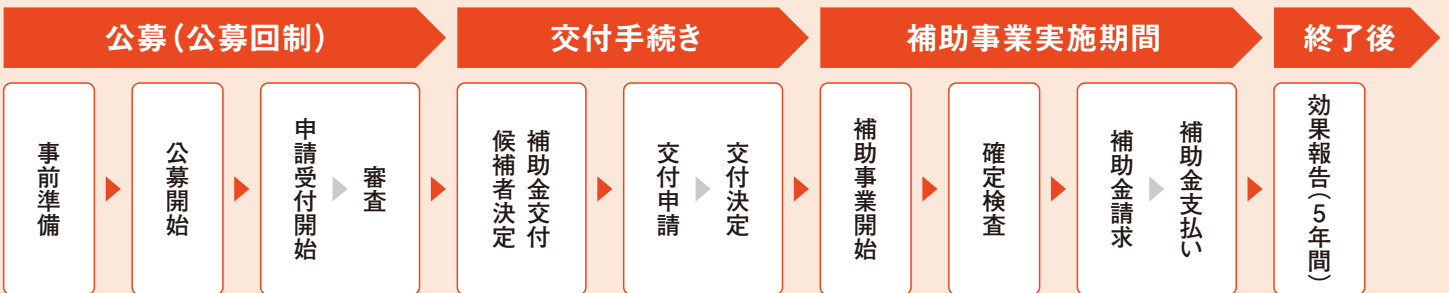 公募（公募回制）
交付手続き
補助事業実施期間
終了後
事前準備
公募開始
申請受付開始
審査
補助金交付
候補者決定
交付申請
交付決定
補助事業開始
確定検査
補助金請求
補助金支払い
効果報告（5年間）